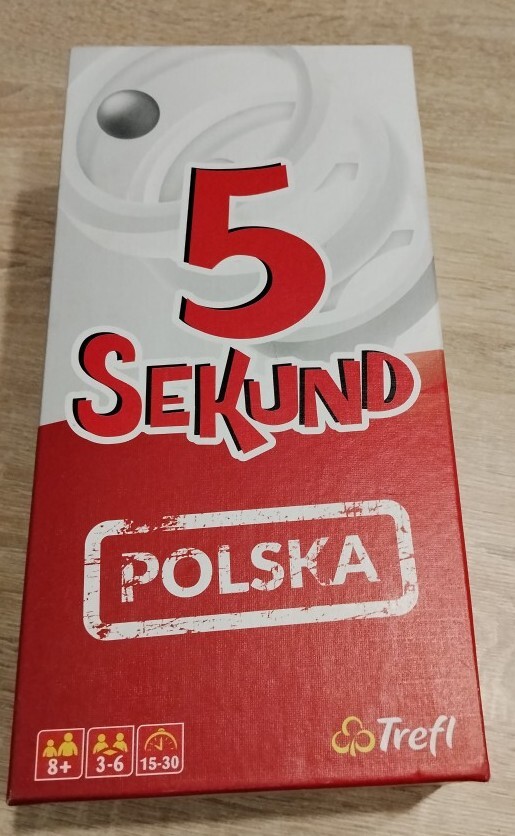 5
SEKUND
POLSKA
8+ 3-6 15-30
Trefl